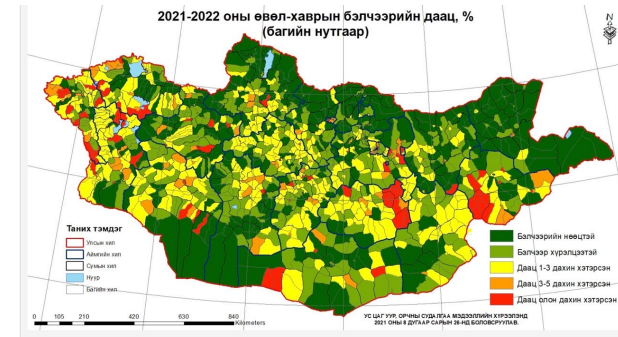 2021-2022 оны өвөл-хаврын бэлчээрийн даац, %
(багийн нутгаар)
N
Таних тэмдэг
Улсын хил
Аймгийн хил
Сумын хил
Нуур
Багийн хил
0 105 210 420 630 840
Kilometers
Бэлчээрийн нөөцтэй
Бэлчээр хүрэлцээтэй
Даац 1-3 дахин хэтэрсэн
Даац 3-5 дахин хэтэрсэн
Даац олон дахин хэтэрсэн
УС ЦАГ УУР, ОРЧНЫ СУДАЛГАА МЭДЭЭЛЛИЙН ХҮРЭЭЛЭНД
2021 ОНЫ 8 ДУГААР САРЫН 26-НД БОЛОВСРУУЛАВ.